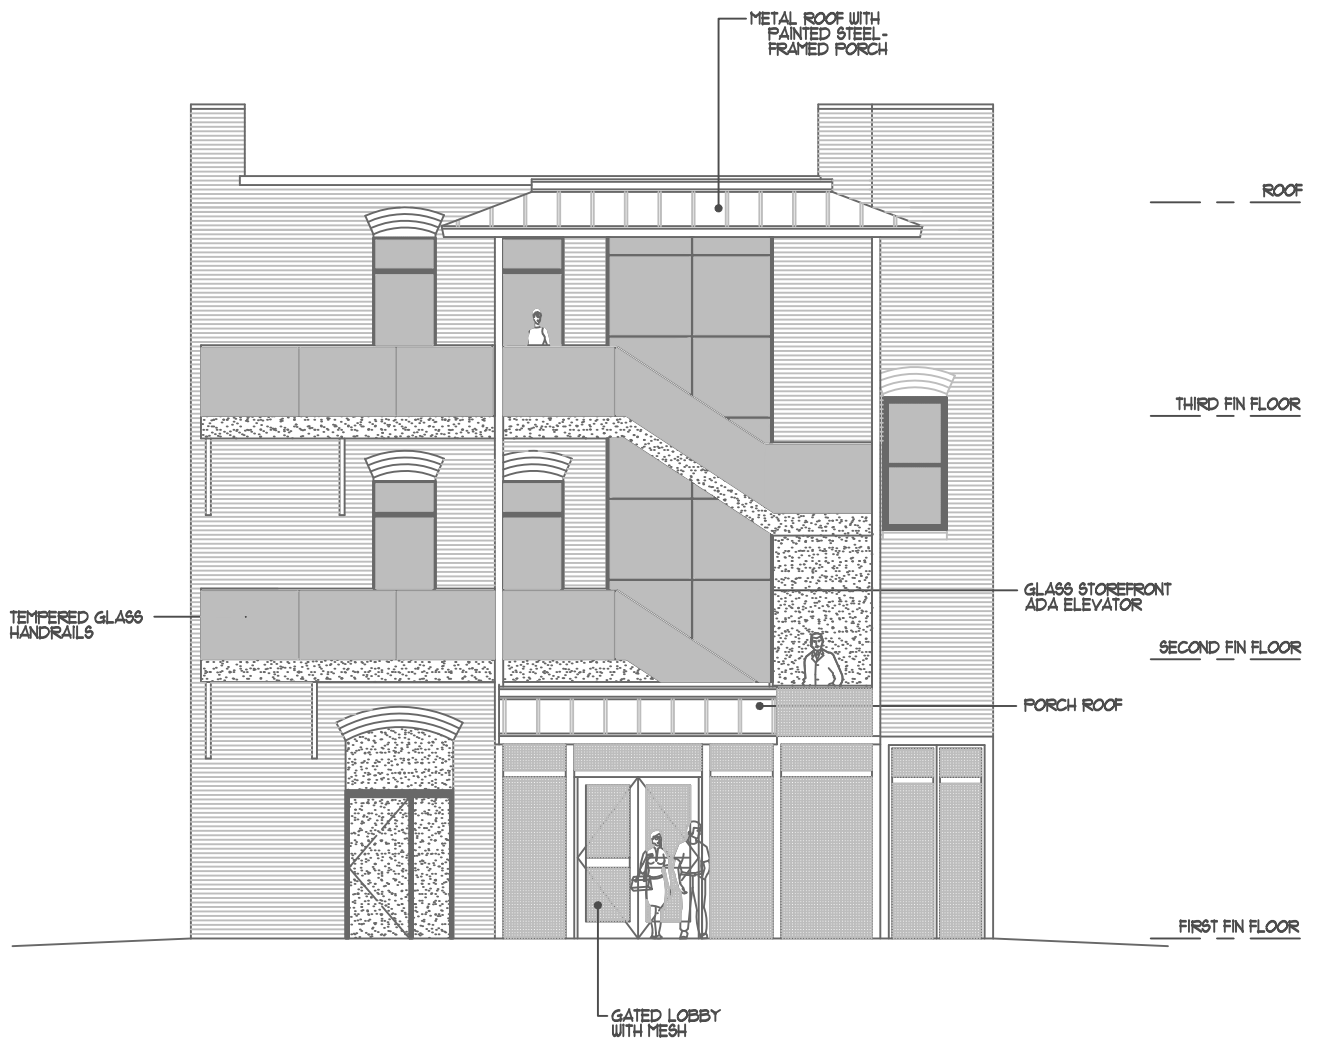 METAL ROOF WITH
PAINTED STEEL-
FRAMED PORCH
ROOF
THIRD FIN FLOOR
GLASS STOREFRONT
ADA ELEVATOR
TEMPERED GLASS
HANDRAILS
SECOND FIN FLOOR
PORCH ROOF
FIRST FIN FLOOR
GATED LOBBY
WITH MESH